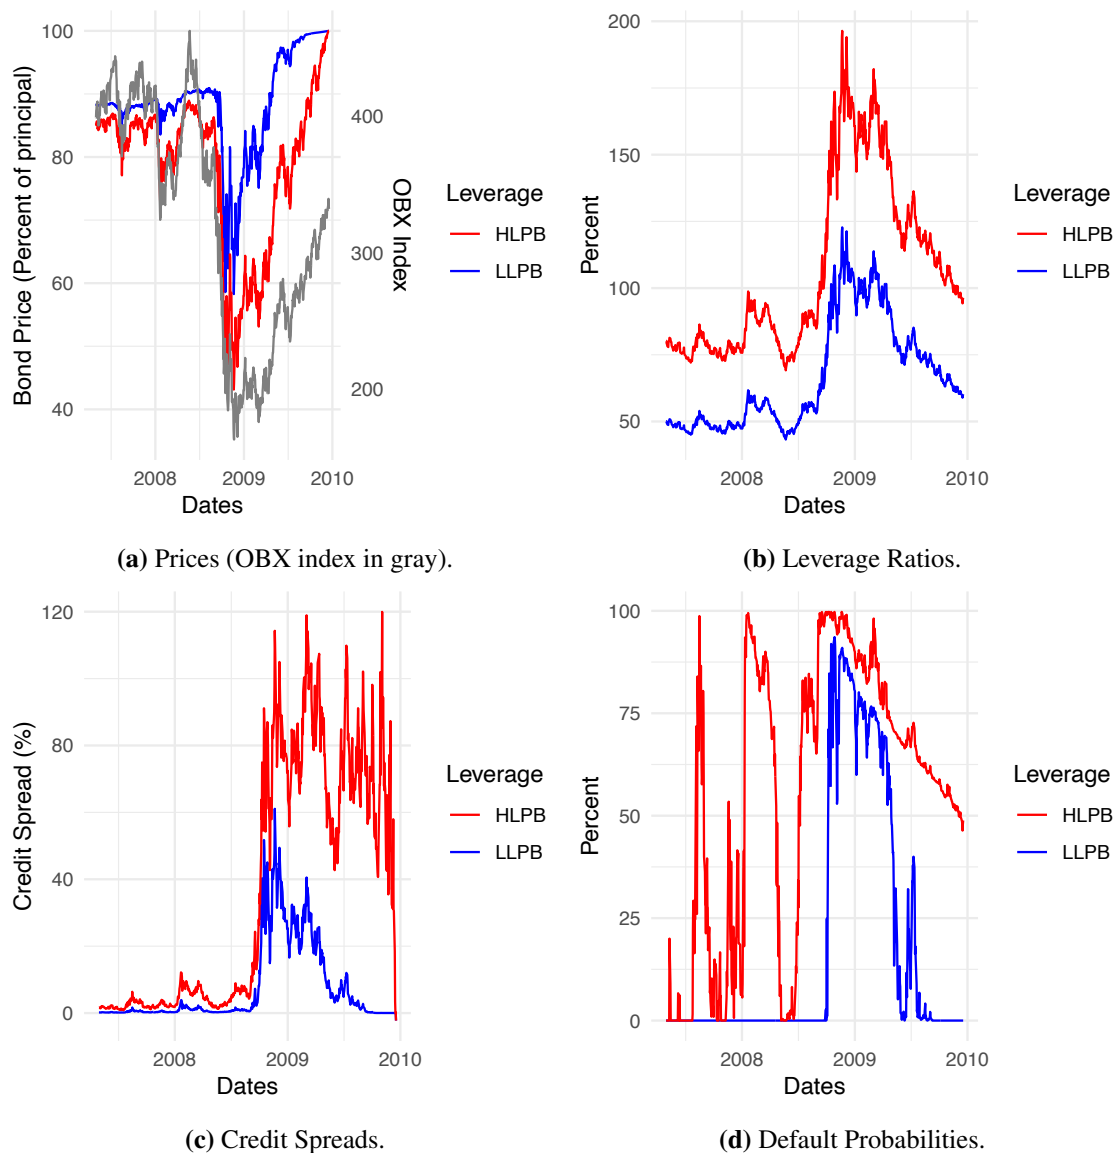 100
80
60
40
Bond Price (Percent of principal)
400
300
200
OBX Index
2008 2009 2010
Dates
Leverage
HLPB
LLPB
(a) Prices (OBX index in gray).
200
150
100
50
Percent
2008 2009 2010
Dates
Leverage
HLPB
LLPB
(b) Leverage Ratios.
120
80
40
0
Credit Spread (%)
2008 2009 2010
Dates
Leverage
HLPB
LLPB
(c) Credit Spreads.
100
75
50
25
0
Percent
2008 2009 2010
Dates
Leverage
HLPB
LLPB
(d) Default Probabilities.